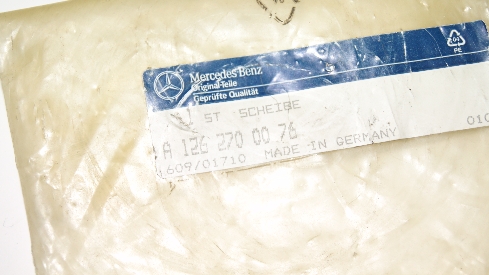 Mercedes Benz
Original-Teile
Geprüfte Qualität
04
PE
ST SCHEIBE
A 126 270 00 76
1609/01710 MADE IN GERMANY
010